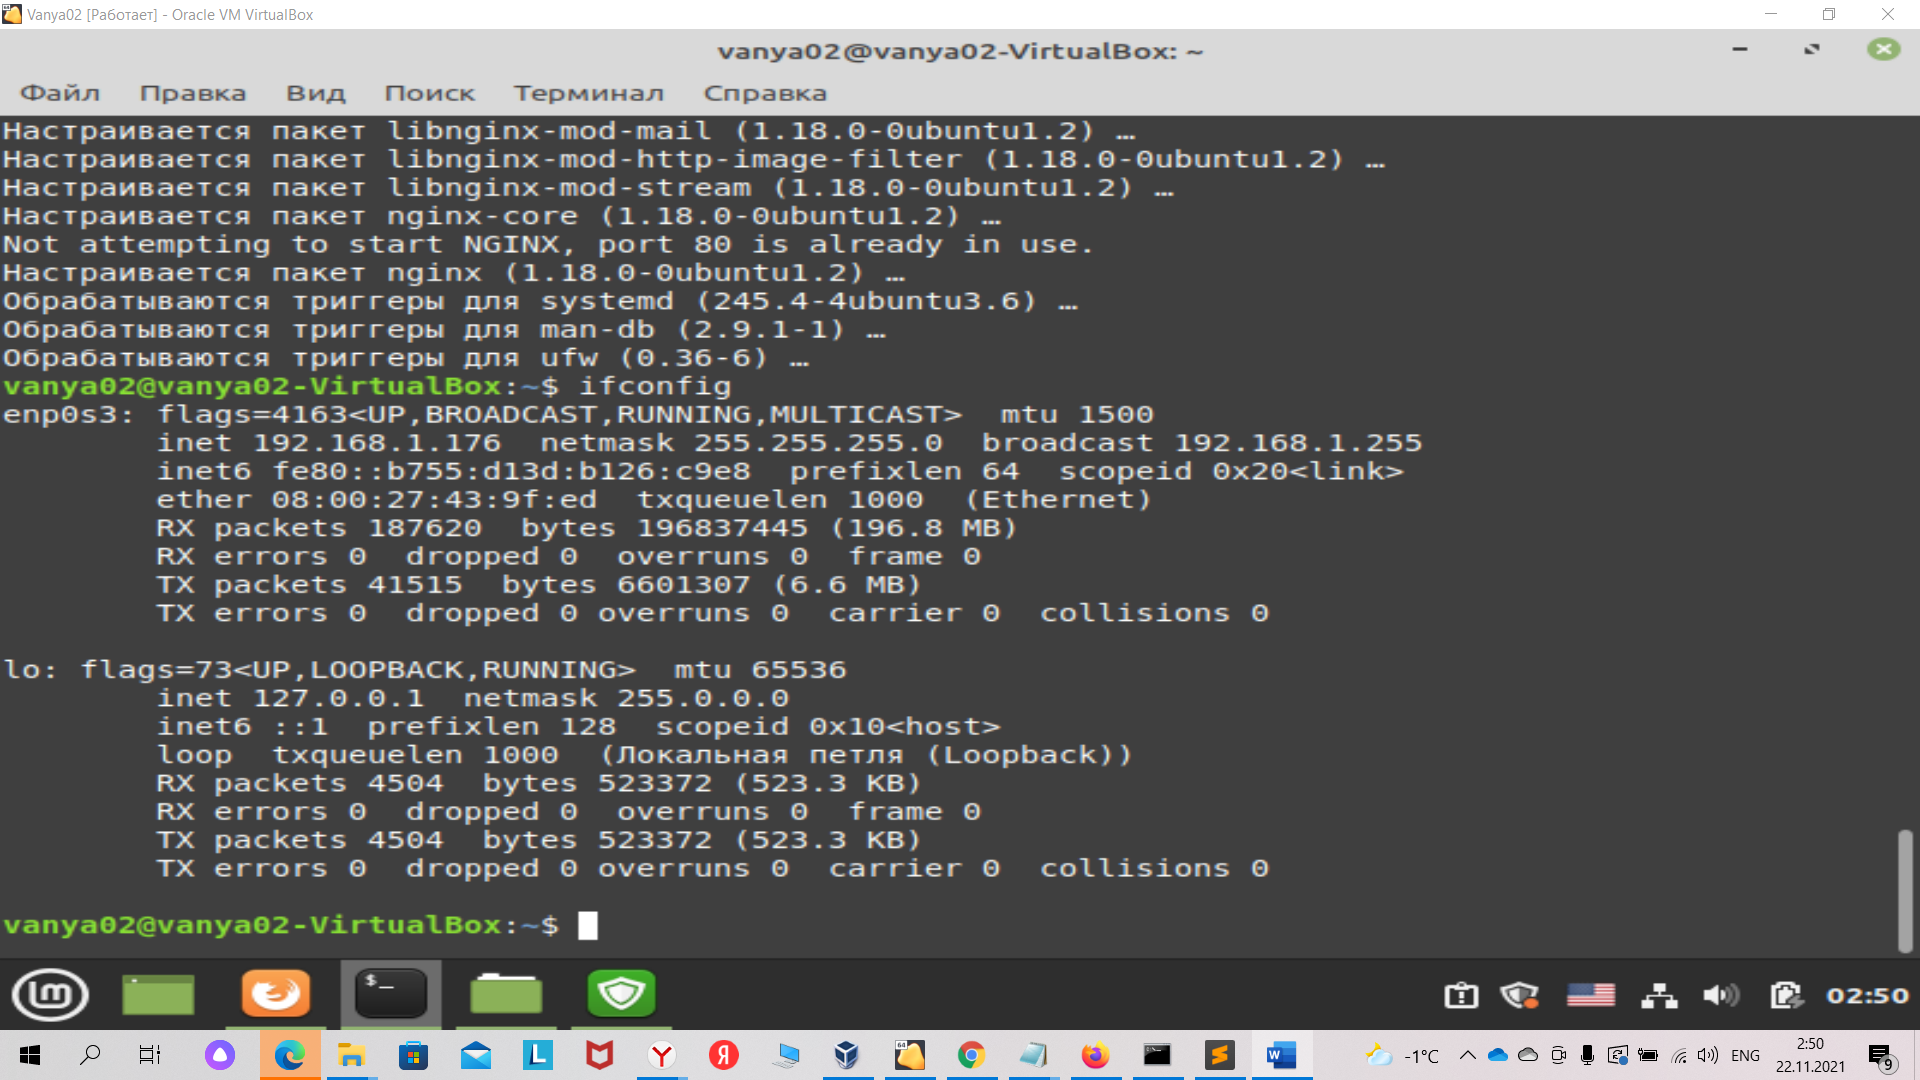 Vanya02 [Работает] - Oracle VM VirtualBox
vanya02@vanya02-VirtualBox: ~
Файл Правка Вид Поиск Терминал Справка
Настраивается пакет libnginx-mod-mail (1.18.0-0ubuntu1.2) …
Настраивается пакет libnginx-mod-http-image-filter (1.18.0-0ubuntu1.2) …
Настраивается пакет libnginx-mod-stream (1.18.0-0ubuntu1.2) …
Настраивается пакет nginx-core (1.18.0-0ubuntu1.2) …
Not attempting to start NGINX, port 80 is already in use.
Настраивается пакет nginx (1.18.0-0ubuntu1.2) …
Обрабатываются триггеры для systemd (245.4-4ubuntu3.6) …
Обрабатываются триггеры для man-db (2.9.1-1) …
Обрабатываются триггеры для ufw (0.36-6) …
vanya02@vanya02-VirtualBox:~$ ifconfig
enp0s3: flags=4163<UP,BROADCAST,RUNNING,MULTICAST>  mtu 1500
        inet 192.168.1.176  netmask 255.255.255.0  broadcast 192.168.1.255
        inet6 fe80::b755:d13d:b126:c9e8  prefixlen 64  scopeid 0x20<link>
        ether 08:00:27:43:9f:ed  txqueuelen 1000  (Ethernet)
        RX packets 187620  bytes 196837445 (196.8 MB)
        RX errors 0  dropped 0  overruns 0  frame 0
        TX packets 41515  bytes 6601307 (6.6 MB)
        TX errors 0  dropped 0 overruns 0  carrier 0  collisions 0
lo: flags=73<UP,LOOPBACK,RUNNING>  mtu 65536
        inet 127.0.0.1  netmask 255.0.0.0
        inet6 ::1  prefixlen 128  scopeid 0x10<host>
        loop  txqueuelen 1000  (Локальная петля (Loopback))
        RX packets 4504  bytes 523372 (523.3 KB)
        RX errors 0  dropped 0  overruns 0  frame 0
        TX packets 4504  bytes 523372 (523.3 KB)
        TX errors 0  dropped 0 overruns 0  carrier 0  collisions 0
vanya02@vanya02-VirtualBox:~$
$_
02:50
L
Y
Я
64
W
-1°C
ENG
2:50
22.11.2021
9